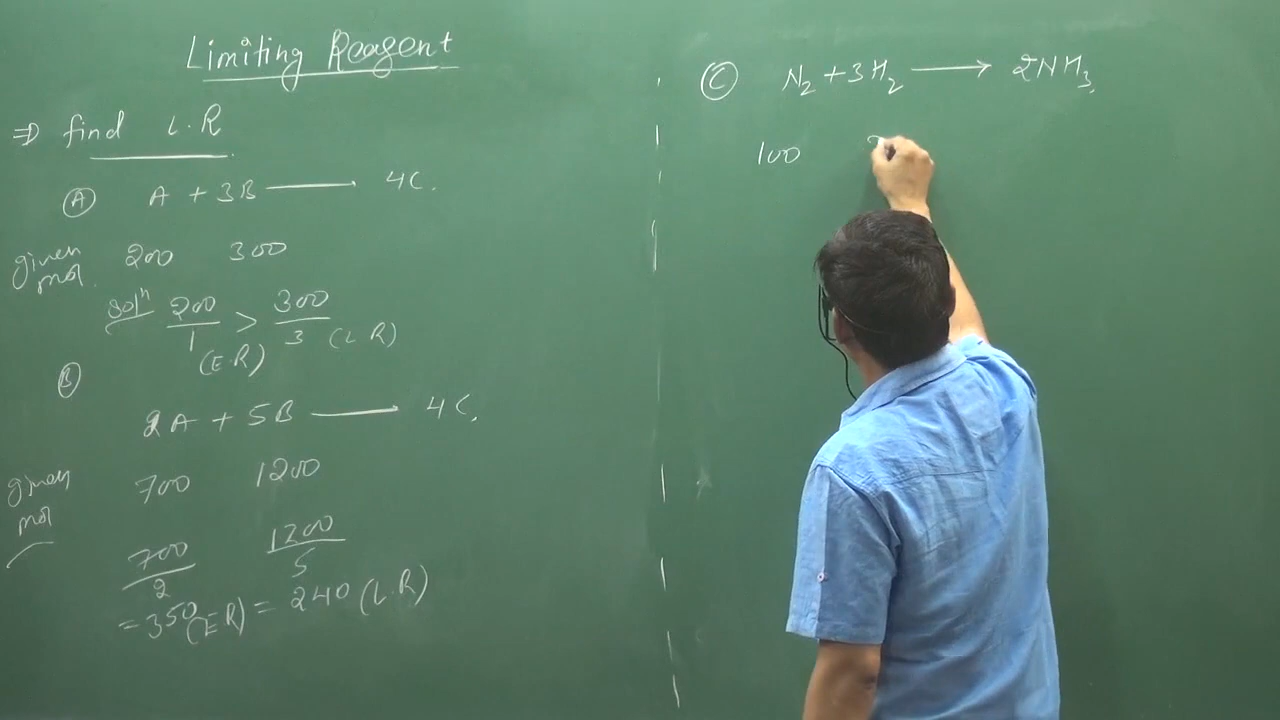 Limiting Reagent
⇒ find L.R
Ⓐ A + 3B ⟶ 4C.
given mol. 200 300
Solⁿ 200/1 > 300/3 (L R)
(E.R)
Ⓑ
2A + 5B ⟶ 4C.
given mol 700 1200
700/2 1200/5
= 350 (E R) = 240 (L.R)
Ⓒ N₂ + 3H₂ ⟶ 2NH₃.
100